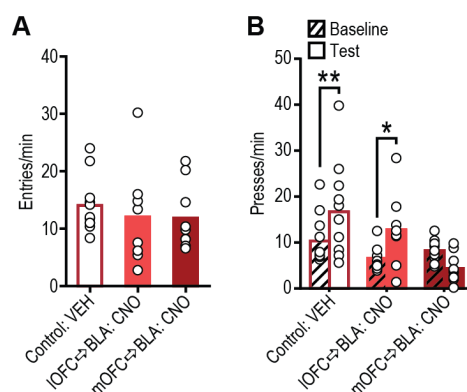 A
Entries/min
40
30
20
10
0
Control: VEH
lOFC->BLA: CNO
mOFC->BLA: CNO
B
Baseline
Test
Presses/min
50
40
30
20
10
0
**
*
Control: VEH
lOFC->BLA: CNO
mOFC->BLA: CNO